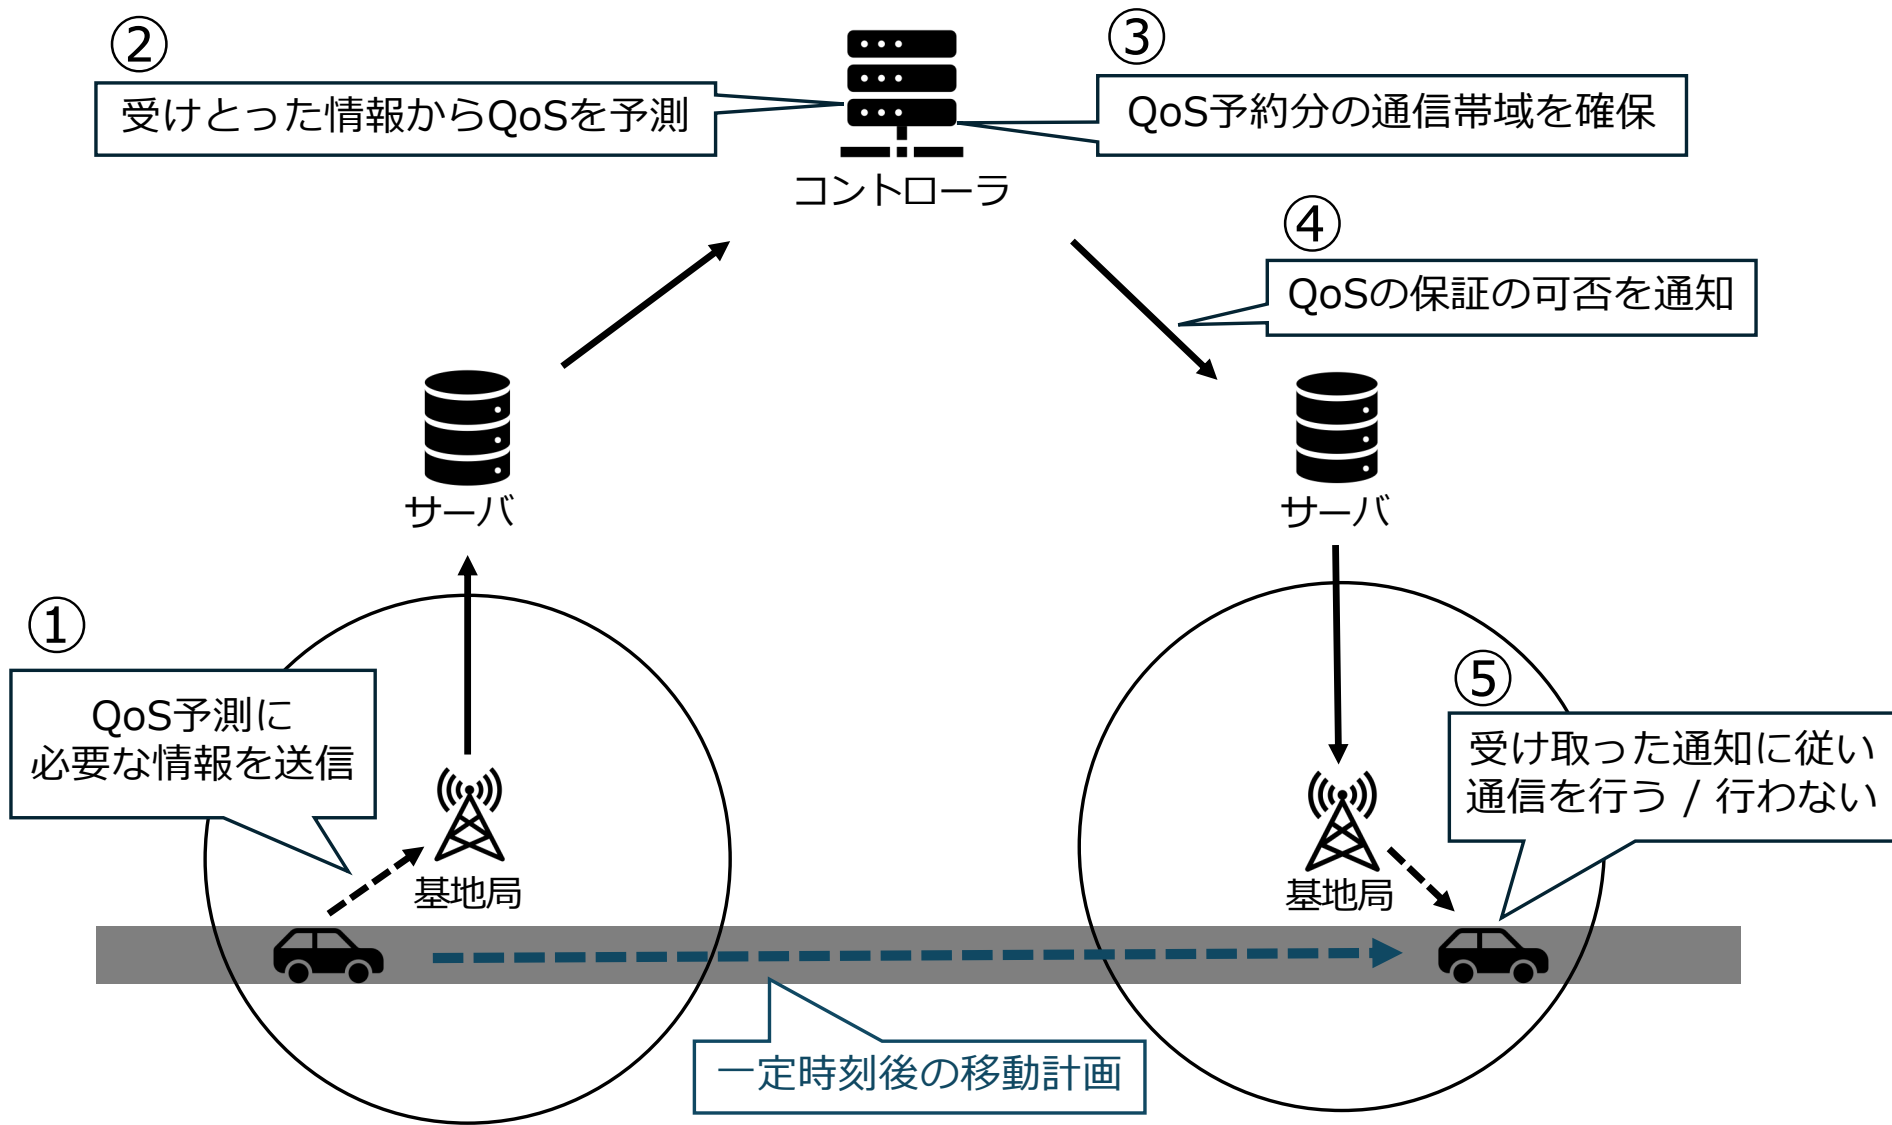 ②
受けとった情報からQoSを予測
③
QoS予約分の通信帯域を確保
コントローラ
④
QoSの保証の可否を通知
サーバ
サーバ
①
QoS予測に
必要な情報を送信
⑤
受け取った通知に従い
通信を行う / 行わない
基地局
基地局
一定時刻後の移動計画